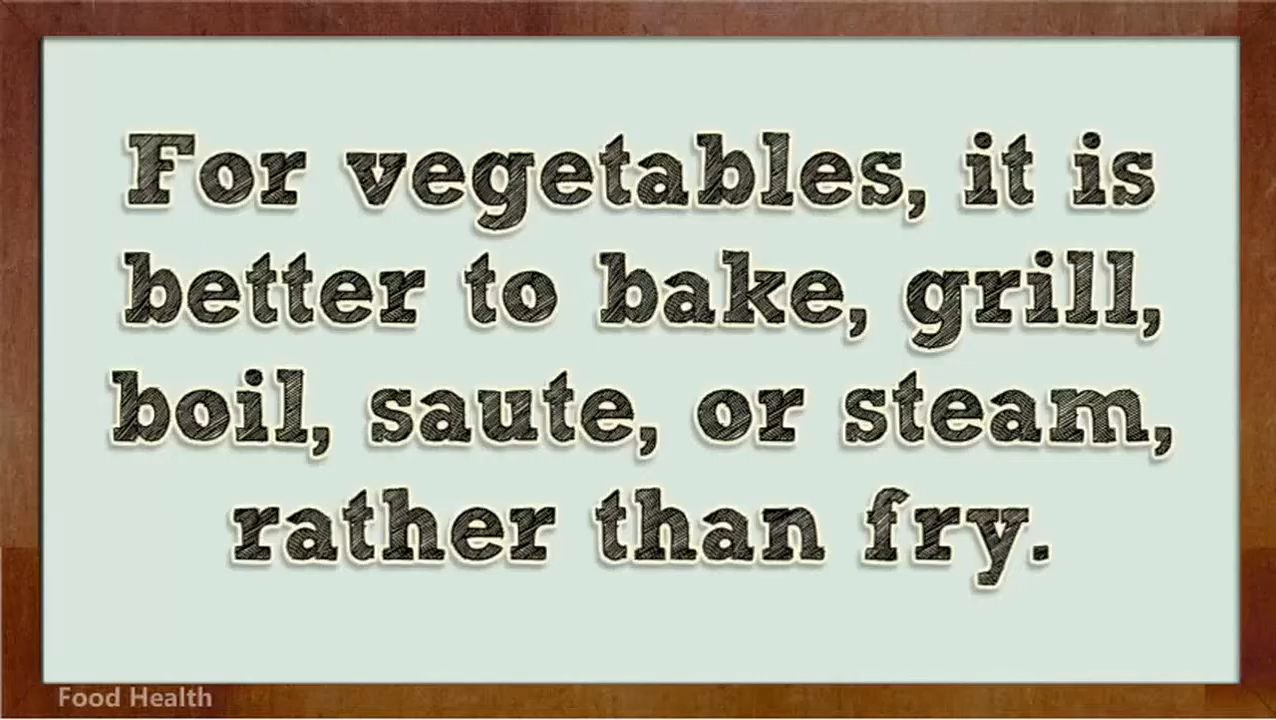 For vegetables, it is
better to bake, grill,
boil, saute, or steam,
rather than fry.
Food Health